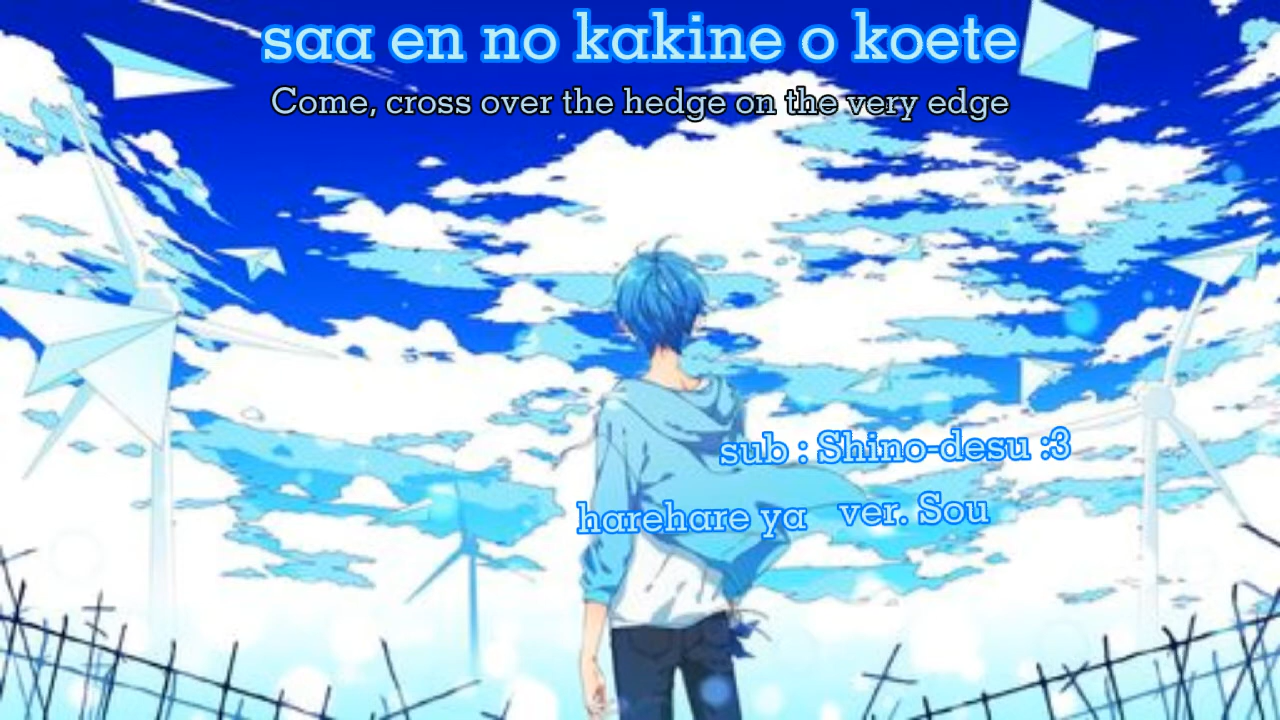 saa en no kakine o koete
Come, cross over the hedge on the very edge
sub : Shino-desu :3
harehare ya ver. Sou